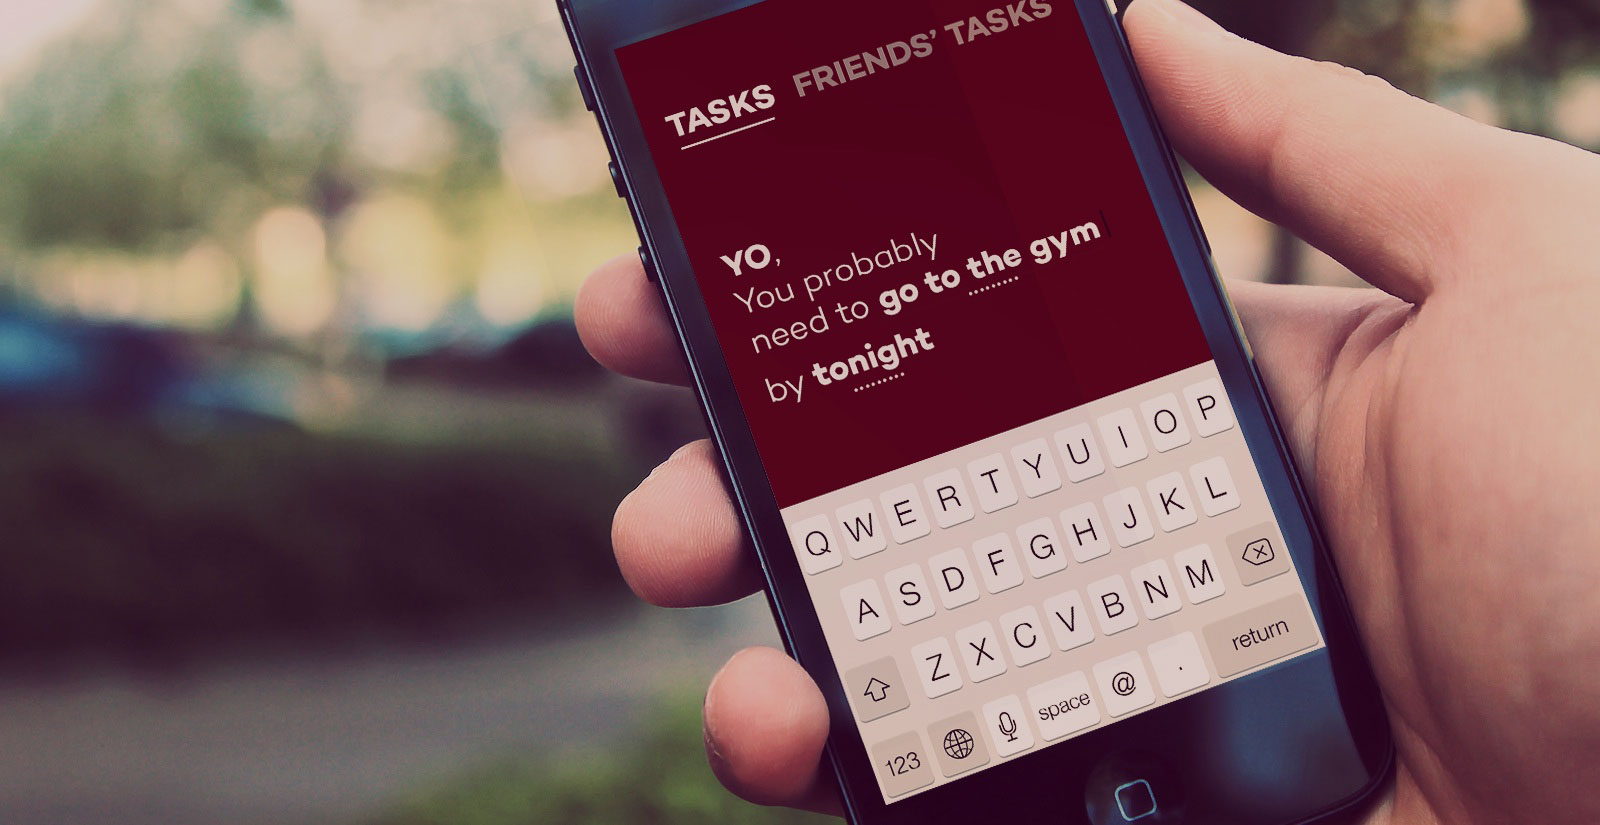 TASKS FRIENDS’ TASKS
YO,
You probably
need to go to the gym
by tonight
Q W E R T Y U I O P
A S D F G H J K L
Z X C V B N M
123 space @ . return